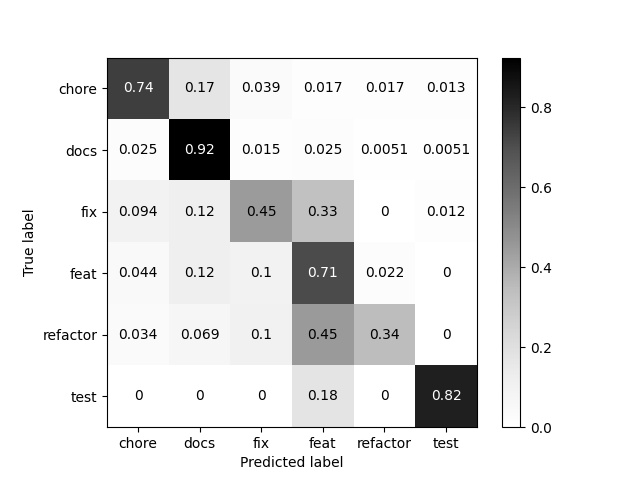 chore 0.74 0.17 0.039 0.017 0.017 0.013
docs 0.025 0.92 0.015 0.025 0.0051 0.0051
fix 0.094 0.12 0.45 0.33 0 0.012
feat 0.044 0.12 0.1 0.71 0.022 0
refactor 0.034 0.069 0.1 0.45 0.34 0
test 0 0 0 0.18 0 0.82
chore docs fix feat refactor test
Predicted label
True label
0.8
0.6
0.4
0.2
0.0